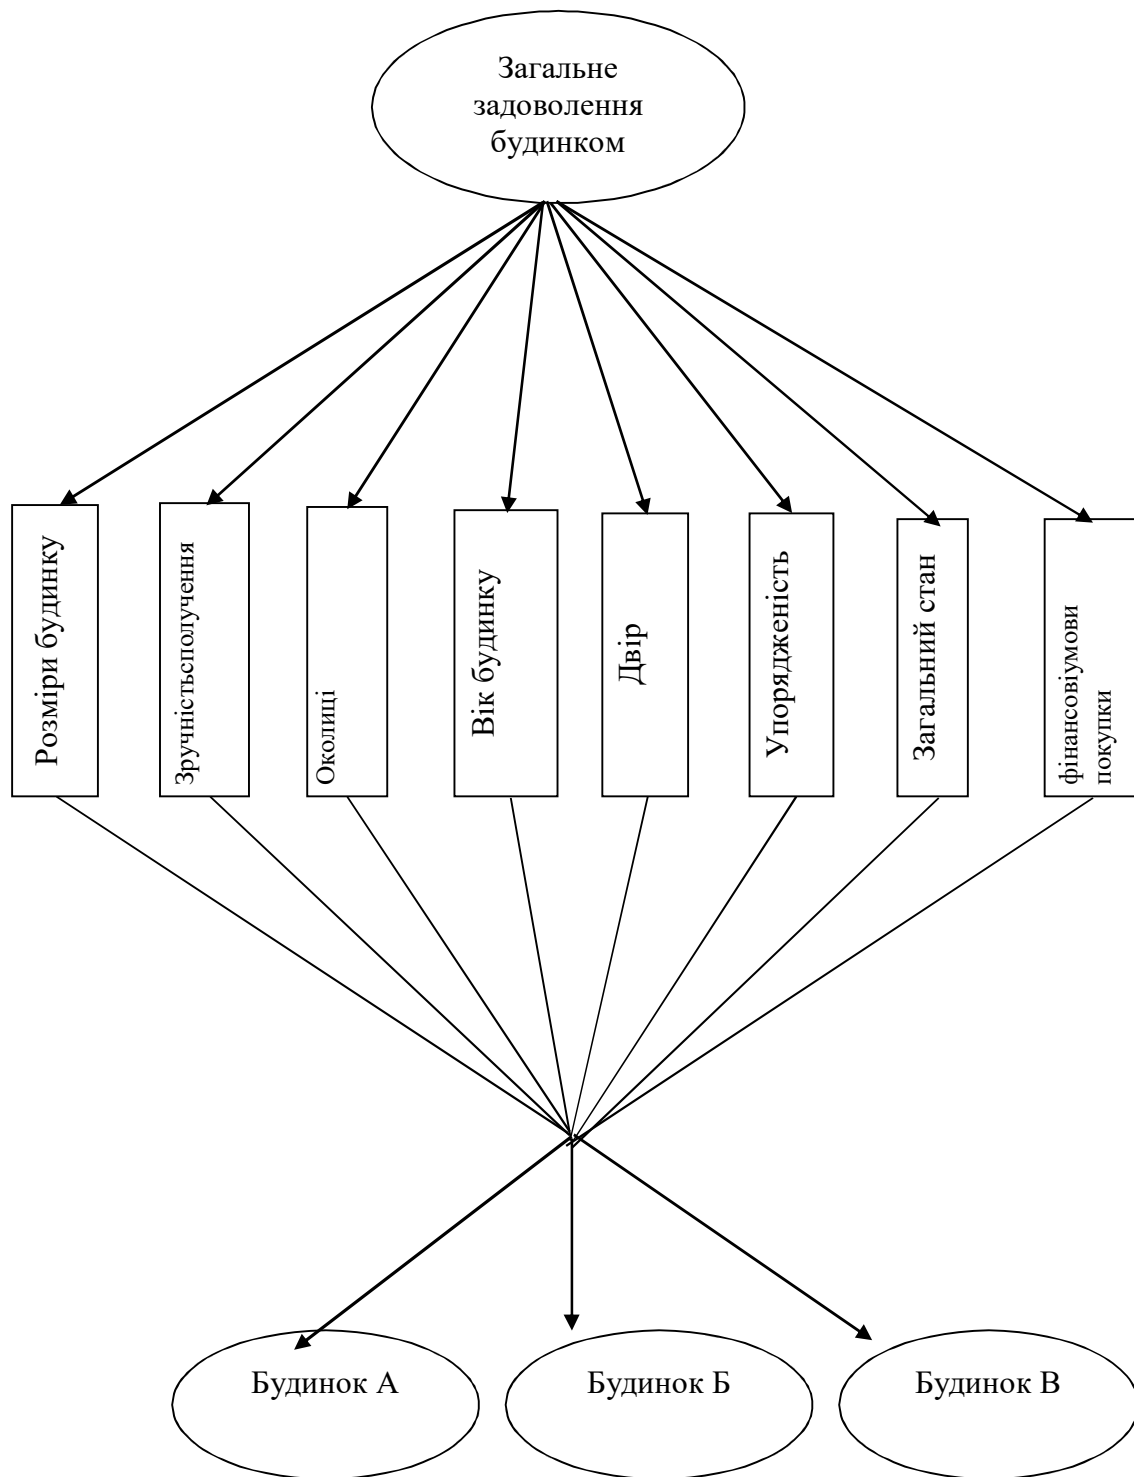 Загальне
задоволення
будинком
Розміри будинку
Зручністьсполучення
Околиці
Вік будинку
Двір
Упорядженість
Загальний стан
фінансовіумови
покупки
Будинок А
Будинок Б
Будинок В